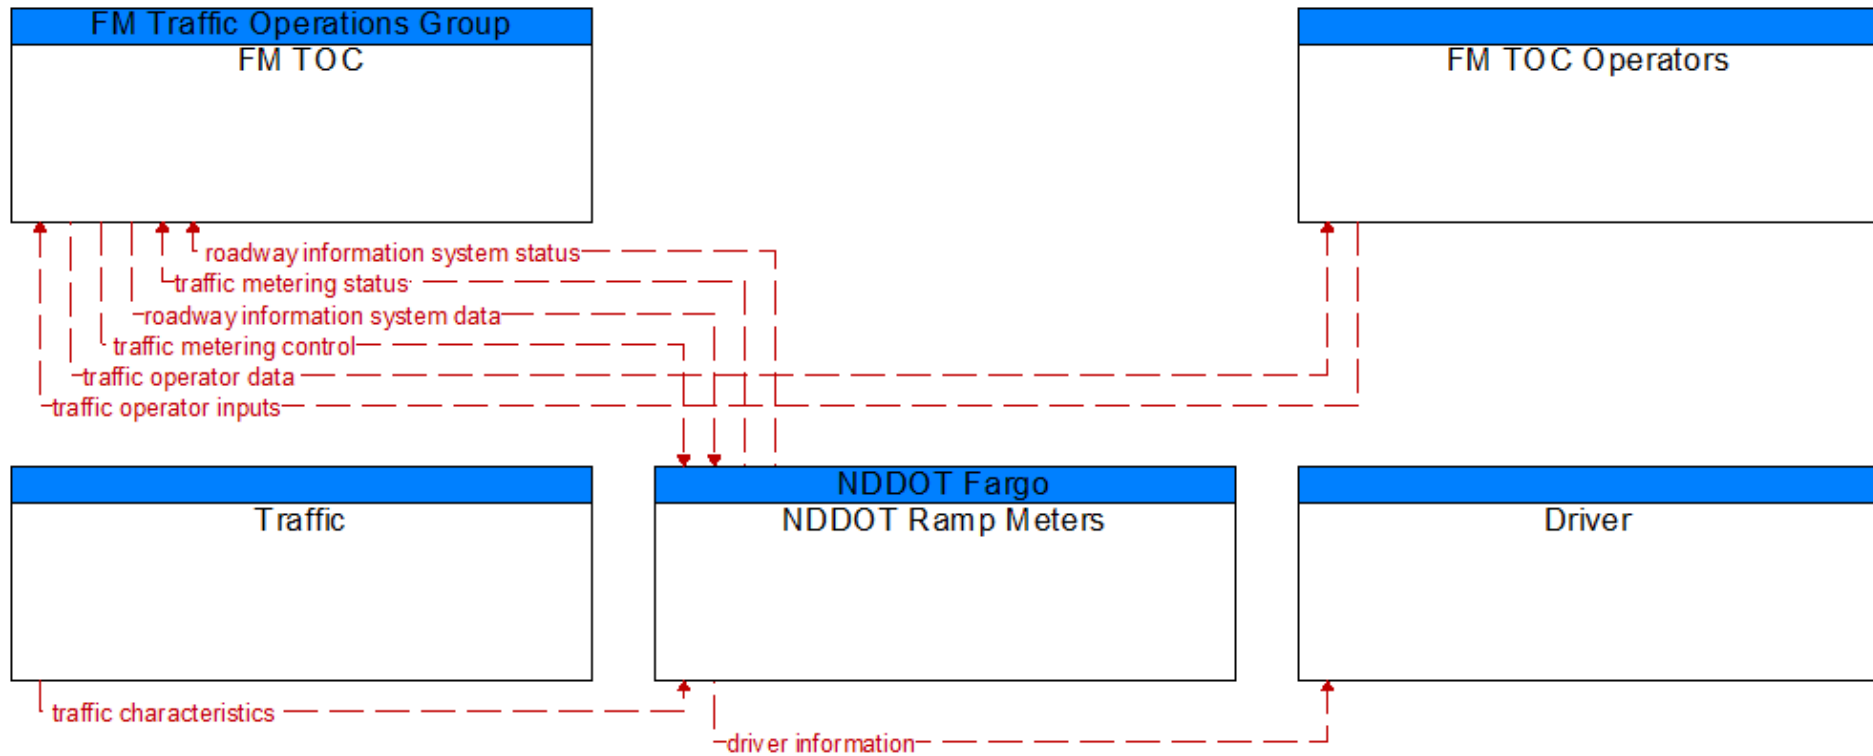 FM Traffic Operations Group
FM TOC
FM TOC Operators
roadway information system status
traffic metering status
roadway information system data
traffic metering control
traffic operator data
traffic operator inputs
Traffic
NDDOT Fargo
NDDOT Ramp Meters
Driver
traffic characteristics
driver information